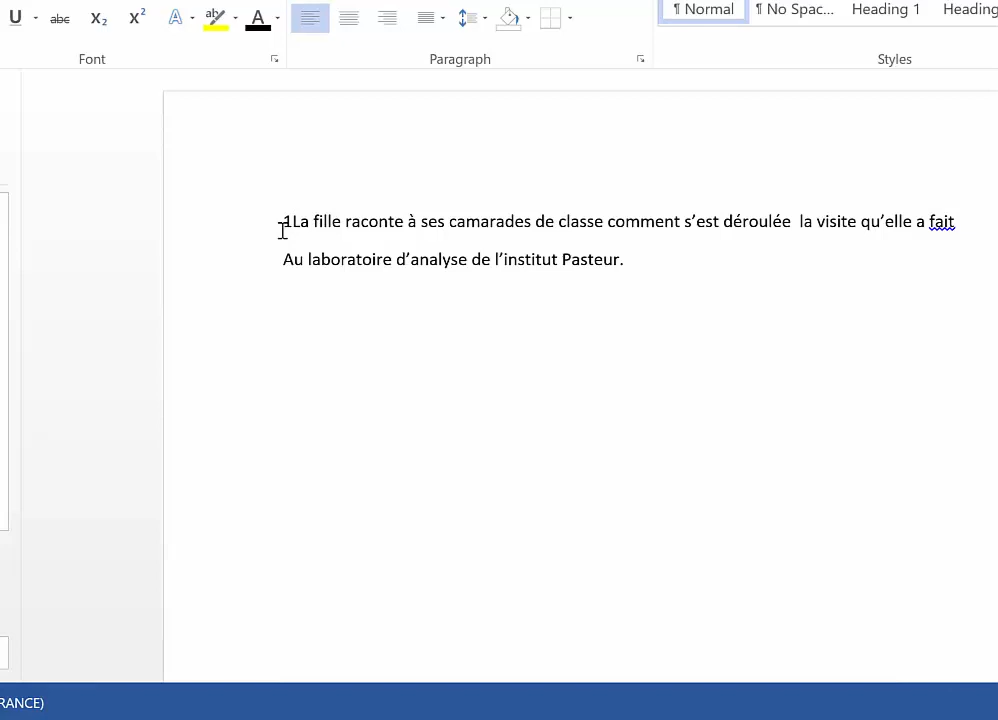 U abc X₂ X² A ab A
¶ Normal ¶ No Spac... Heading 1 Heading
Font Paragraph Styles
1La fille raconte à ses camarades de classe comment s’est déroulée  la visite qu’elle a fait
Au laboratoire d’analyse de l’institut Pasteur.
RANCE)